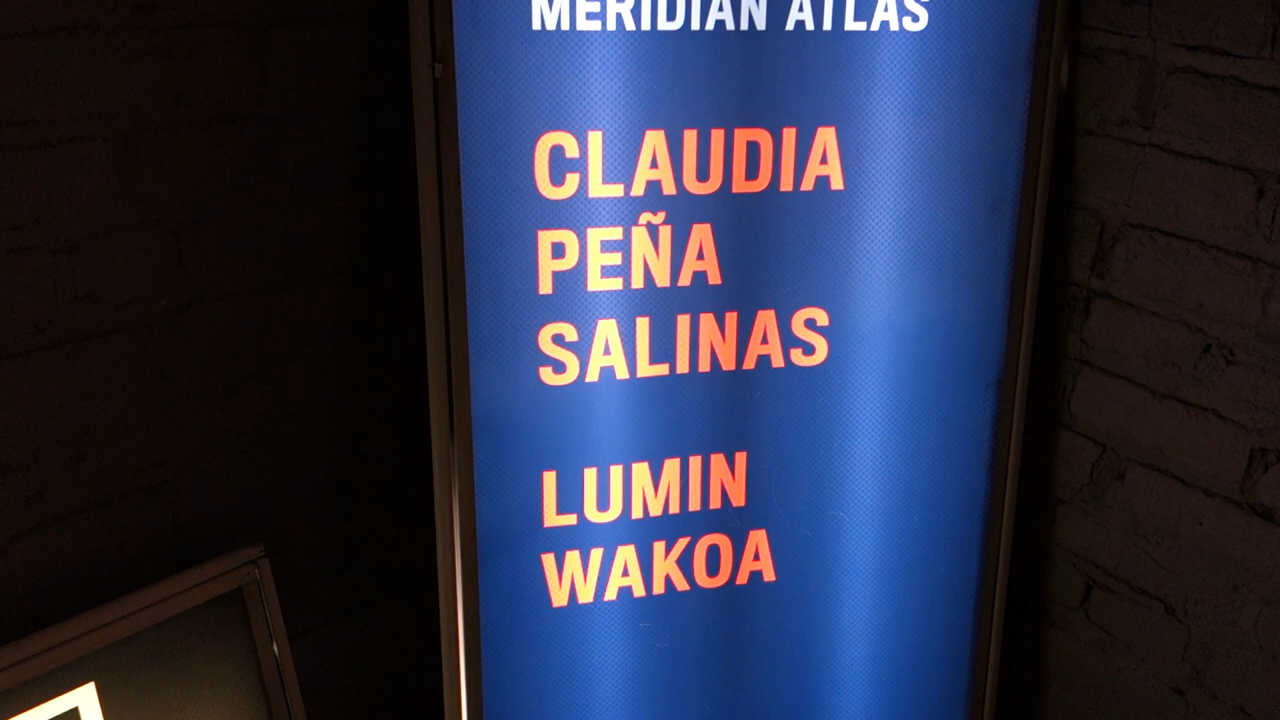 MERIDIAN ATLAS
CLAUDIA
PEÑA
SALINAS
LUMIN
WAKOA